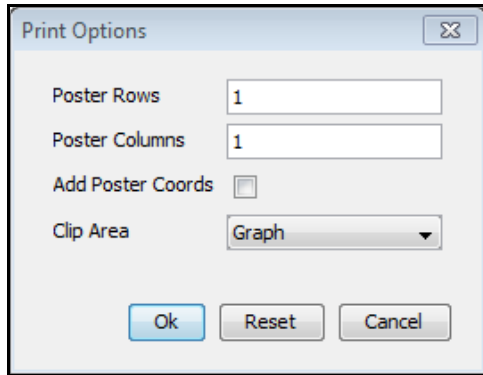 Print Options
Poster Rows 1
Poster Columns 1
Add Poster Coords
Clip Area Graph
Ok Reset Cancel